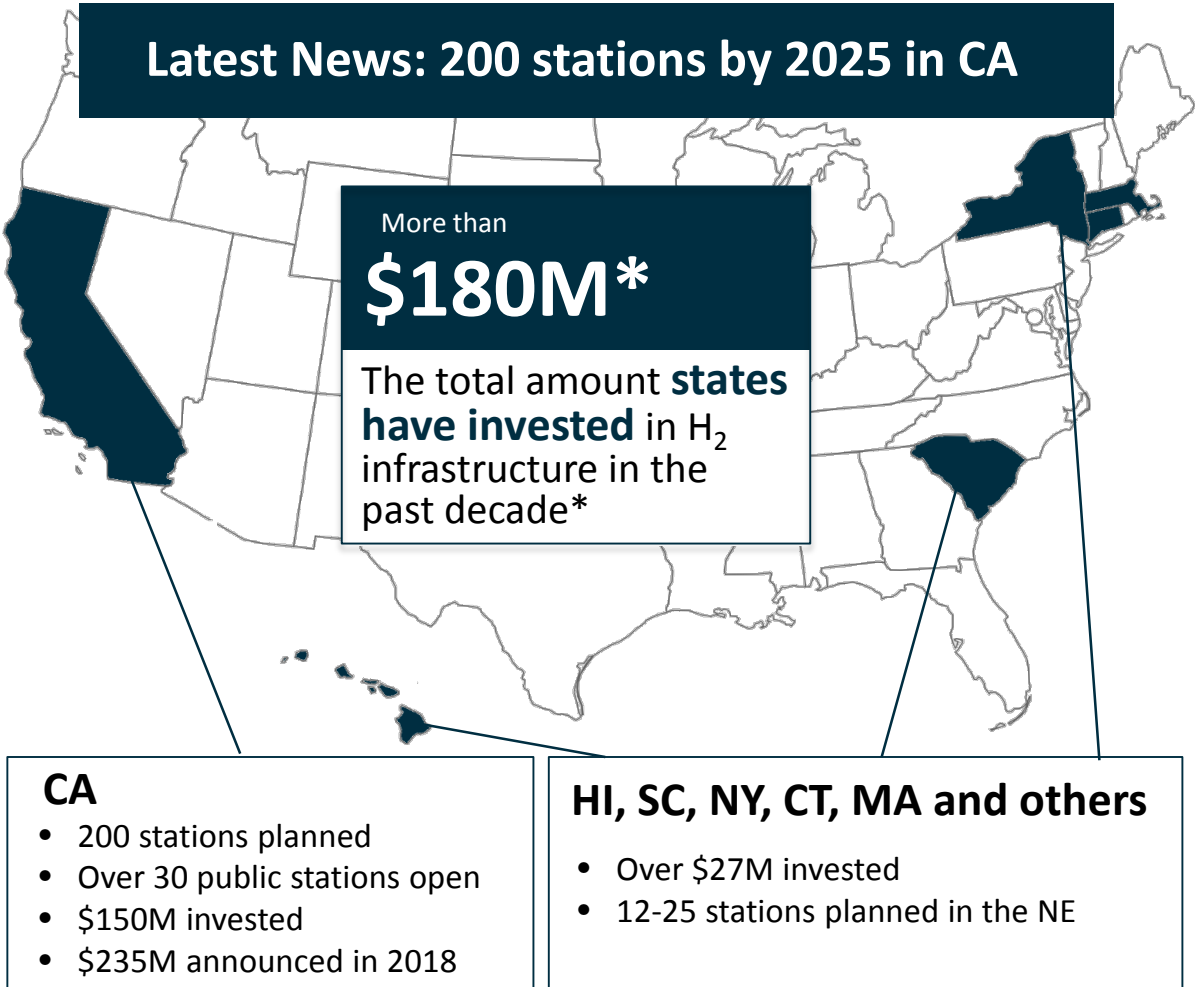 Latest News: 200 stations by 2025 in CA
More than
$180M*
The total amount states
have invested in H₂
infrastructure in the
past decade*
CA
• 200 stations planned
• Over 30 public stations open
• $150M invested
• $235M announced in 2018
HI, SC, NY, CT, MA and others
• Over $27M invested
• 12-25 stations planned in the NE